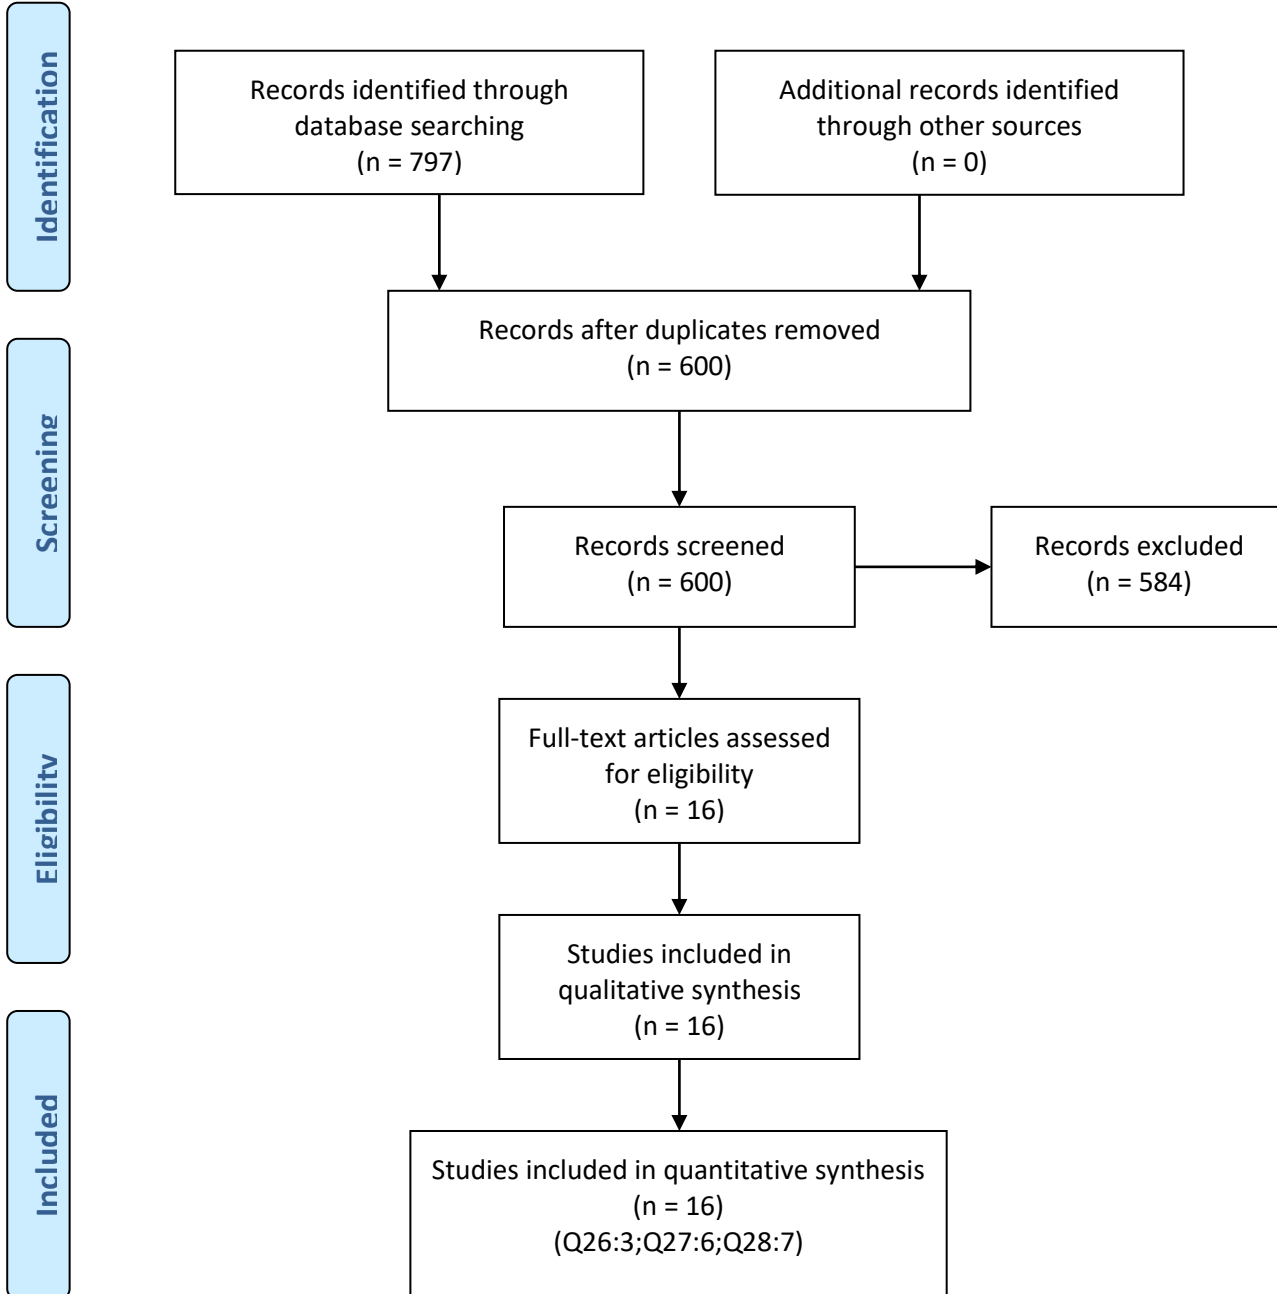 Identification
Records identified through
database searching
(n = 797)
Additional records identified
through other sources
(n = 0)
Records after duplicates removed
(n = 600)
Screening
Records screened
(n = 600)
Records excluded
(n = 584)
Eligibility
Full-text articles assessed
for eligibility
(n = 16)
Studies included in
qualitative synthesis
(n = 16)
Included
Studies included in quantitative synthesis
(n = 16)
(Q26:3;Q27:6;Q28:7)